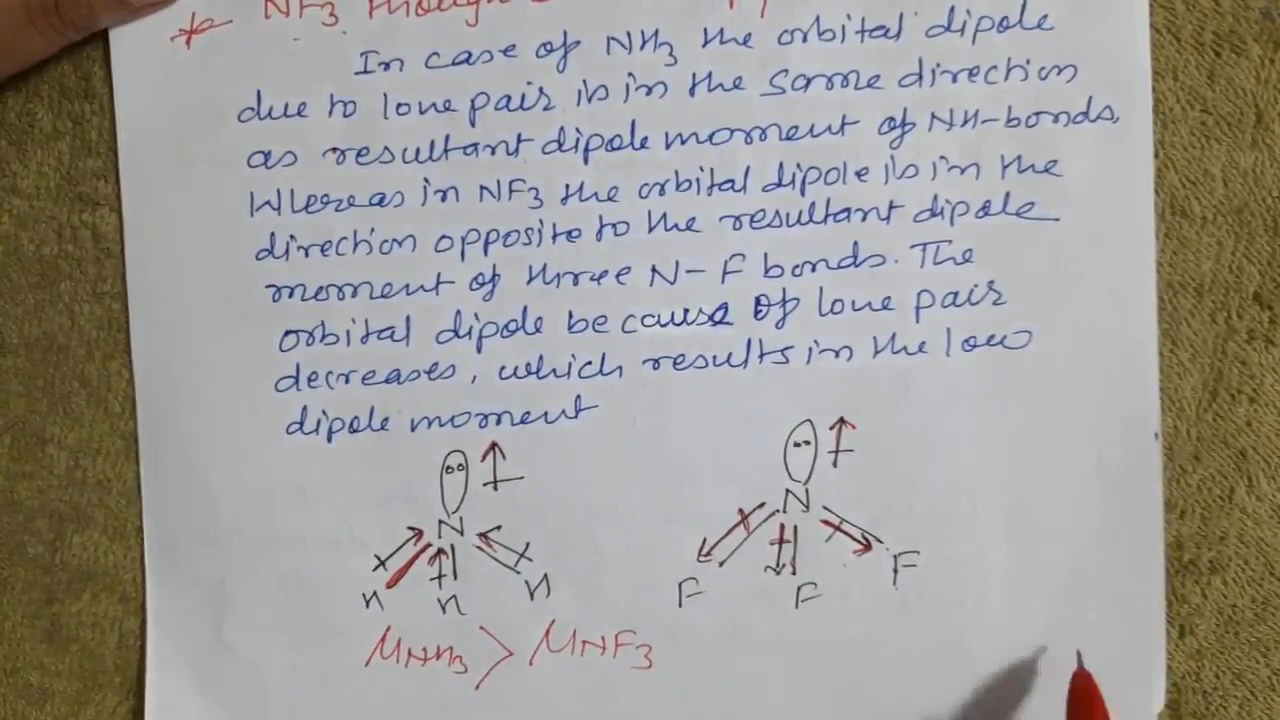 * NF3 though
In case of NH3 the orbital dipole
due to lone pair is in the same direction
as resultant dipole moment of NH-bonds.
Whereas in NF3 the orbital dipole is in the
direction opposite to the resultant dipole
moment of three N-F bonds. The
orbital dipole because of lone pair
decreases, which results in the low
dipole moment
N
N
H H H
F F F
μNH3 > μNF3